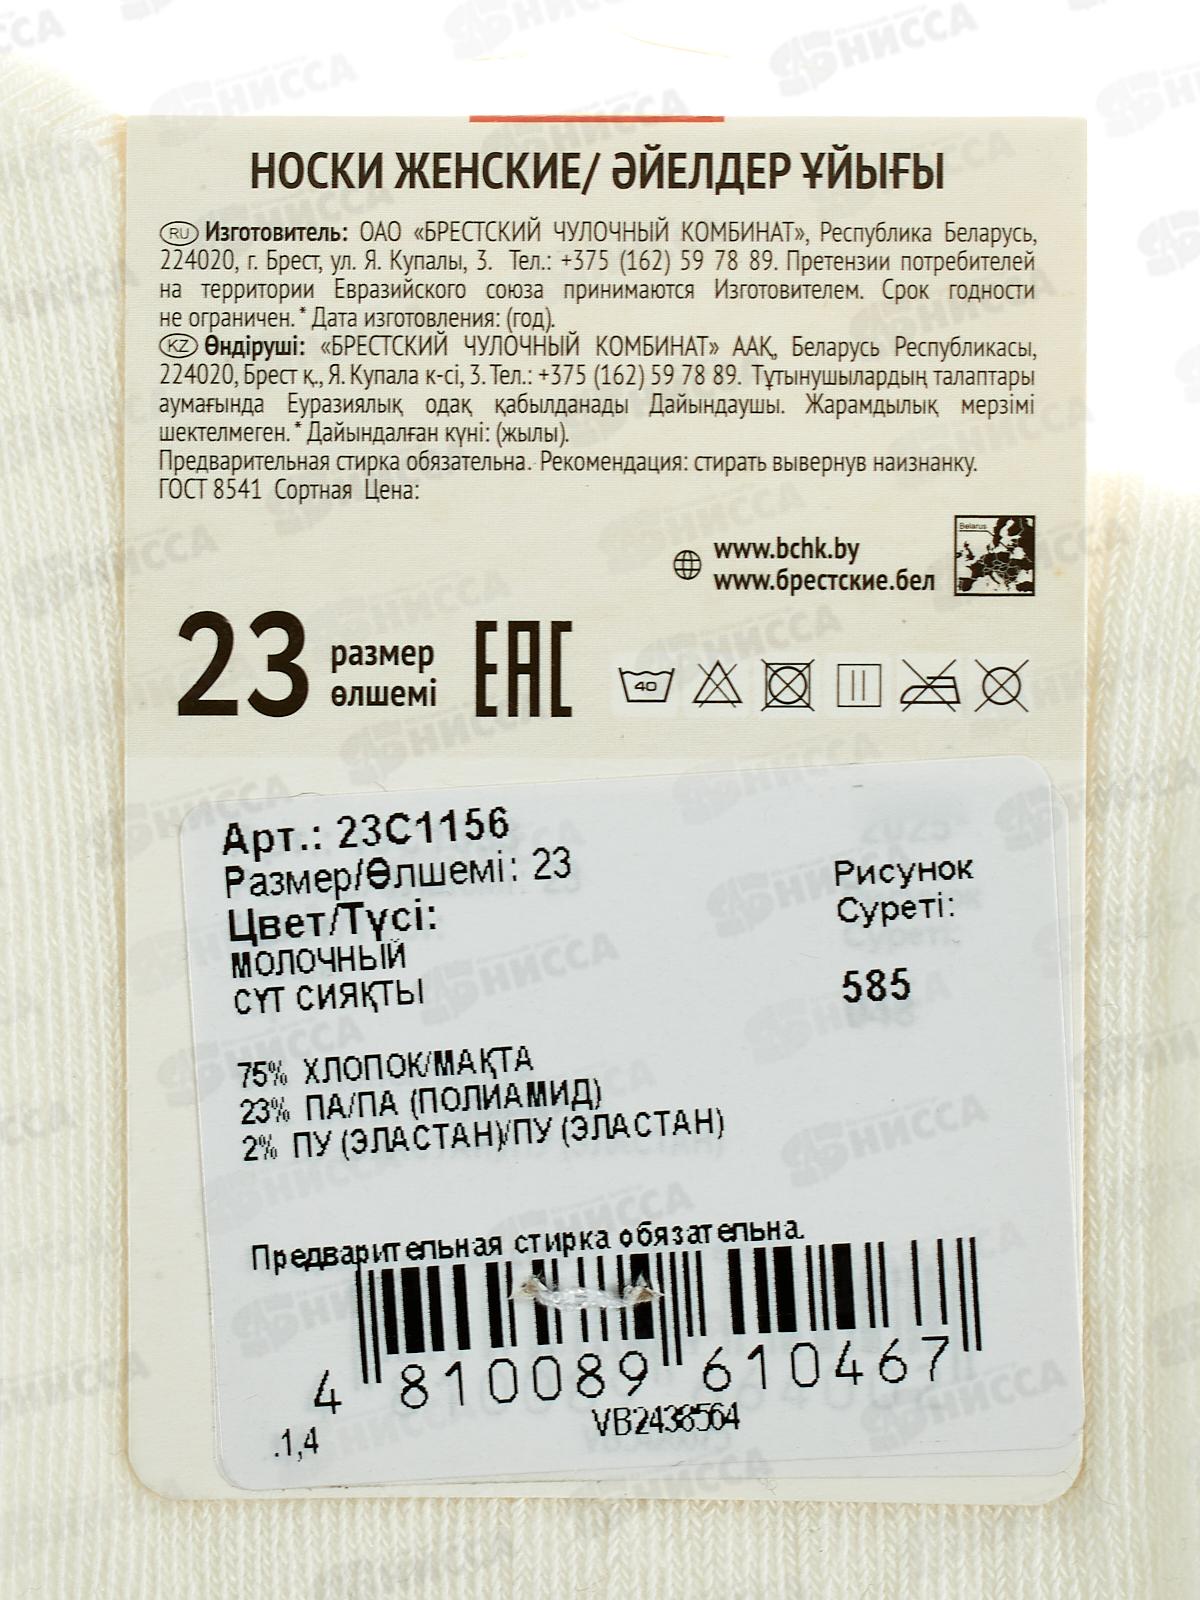 НОСКИ ЖЕНСКИЕ/ ӘЙЕЛДЕР ҰЙЫҒЫ
RU Изготовитель: ОАО «БРЕСТСКИЙ ЧУЛОЧНЫЙ КОМБИНАТ», Республика Беларусь,
224020, г. Брест, ул. Я. Купалы, 3. Тел.: +375 (162) 59 78 89. Претензии потребителей
на территории Евразийского союза принимаются Изготовителем. Срок годности
не ограничен.* Дата изготовления: (год).
KZ Өндіруші: «БРЕСТСКИЙ ЧУЛОЧНЫЙ КОМБИНАТ» ААҚ, Беларусь Республикасы,
224020, Брест қ., Я. Купала к-сі, 3. Тел.: +375 (162) 59 78 89. Тұтынушылардың талаптары
аумағында Еуразиялық одақ қабылданады Дайындаушы. Жарамдылық мерзімі
шектелмеген.* Дайындалған күні: (жылы).
Предварительная стирка обязательна. Рекомендация: стирать вывернув наизнанку.
ГОСТ 8541 Сортная Цена:
www.bchk.by
www.брестские.бел
Belarus
23 размер
өлшемі
EAC
40
Арт.: 23С1156
Размер/Өлшемі: 23
Цвет/Түсі:
МОЛОЧНЫЙ
СҮТ СИЯҚТЫ
Рисунок
Суреті:
585
75% ХЛОПОК/МАҚТА
23% ПА/ПА (ПОЛИАМИД)
2% ПУ (ЭЛАСТАН)/ПУ (ЭЛАСТАН)
Предварительная стирка обязательна.
4 810089 610467
VB2438564
.1,4
НИССА